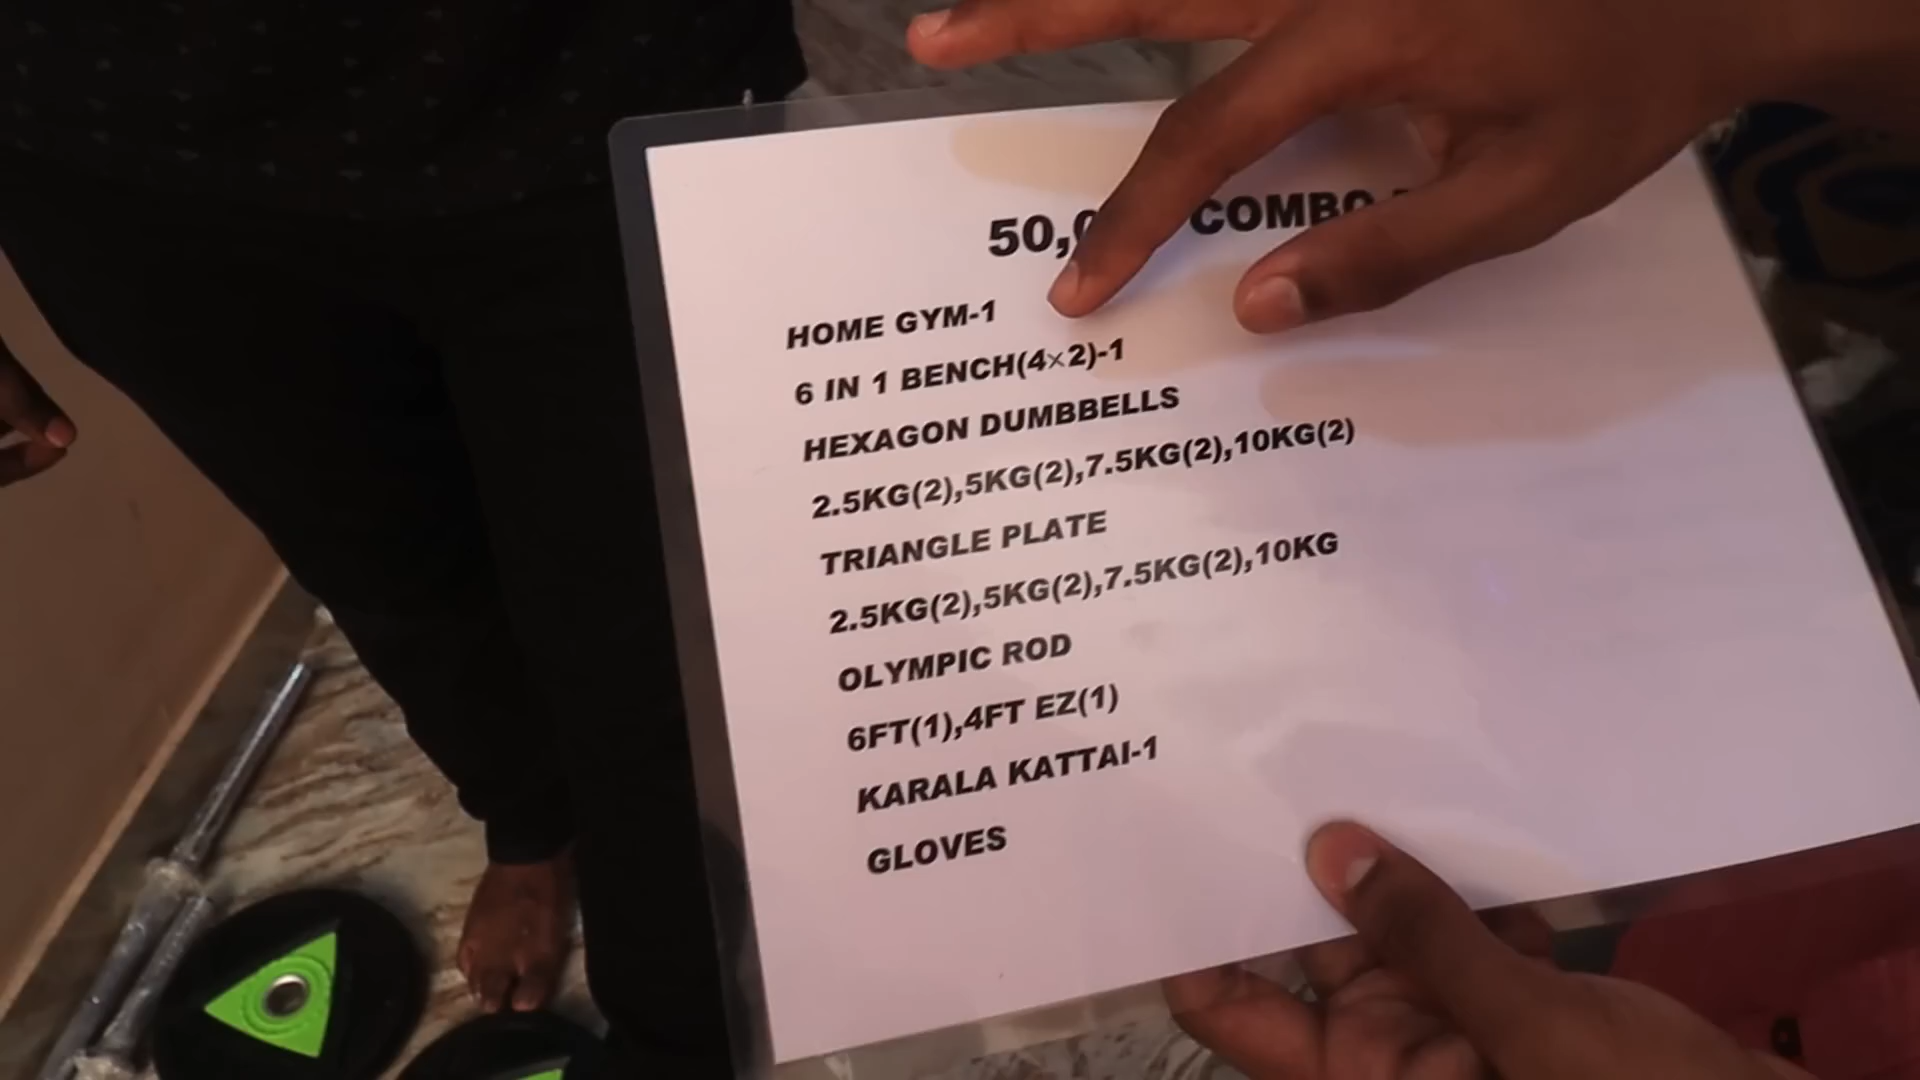 COMBO
HOME GYM-1
6 IN 1 BENCH(4×2)-1
HEXAGON DUMBBELLS
2.5KG(2),5KG(2),7.5KG(2),10KG(2)
TRIANGLE PLATE
2.5KG(2),5KG(2),7.5KG(2),10KG
OLYMPIC ROD
6FT(1),4FT EZ(1)
KARALA KATTAI-1
GLOVES